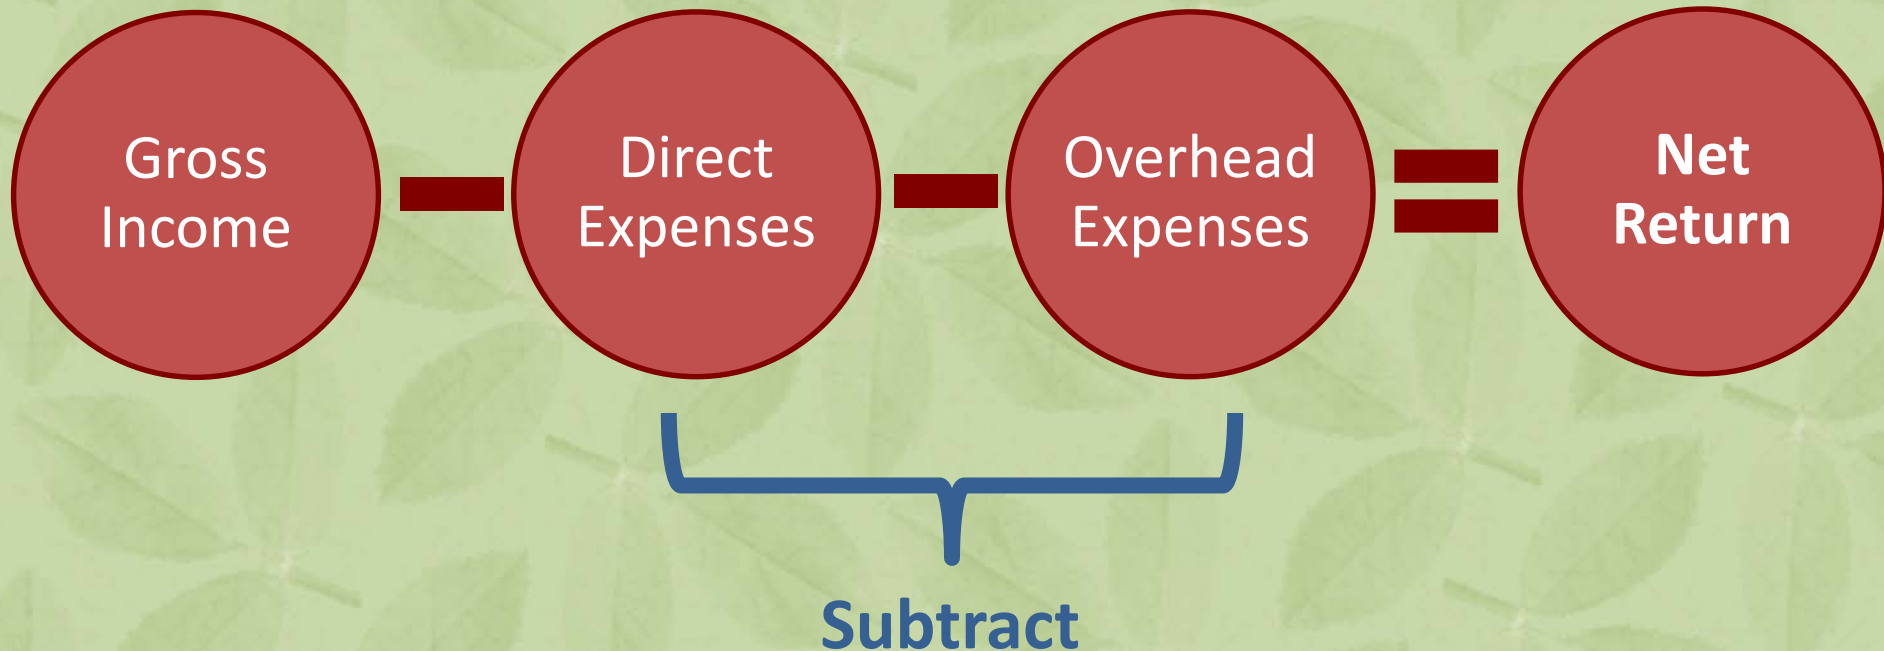 Gross
Income
Direct
Expenses
Overhead
Expenses
Net
Return
Subtract